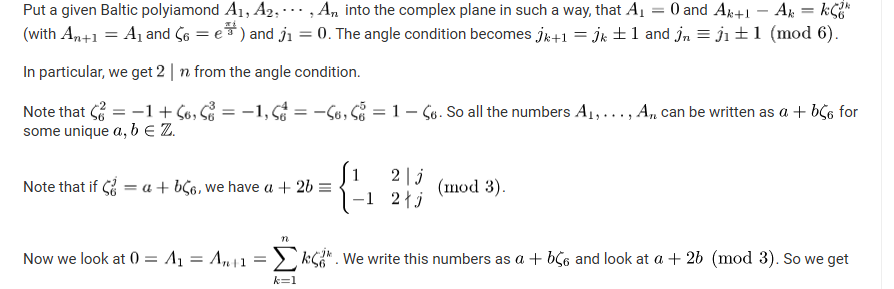 Put a given Baltic polyiamond $A_1, A_2, \cdots, A_n$ into the complex plane in such a way, that $A_1 = 0$ and $A_{k+1} - A_k = k\zeta_6^{j_k}$
(with $A_{n+1} = A_1$ and $\zeta_6 = e^{\frac{\pi i}{3}}$) and $j_1 = 0$. The angle condition becomes $j_{k+1} = j_k \pm 1$ and $j_n \equiv j_1 \pm 1 \pmod 6$.
In particular, we get $2 \mid n$ from the angle condition.
Note that $\zeta_6^2 = -1 + \zeta_6, \zeta_6^3 = -1, \zeta_6^4 = -\zeta_6, \zeta_6^5 = 1 - \zeta_6$. So all the numbers $A_1, \ldots, A_n$ can be written as $a + b\zeta_6$ for
some unique $a, b \in \mathbb{Z}$.
Note that if $\zeta_6^j = a + b\zeta_6$, we have $a + 2b \equiv \begin{cases} 1 & 2 \mid j \\ -1 & 2 \nmid j \end{cases} \pmod 3$.
Now we look at $0 = A_1 = A_{n+1} = \sum_{k=1}^{n} k\zeta_6^{j_k}$. We write this numbers as $a + b\zeta_6$ and look at $a + 2b \pmod 3$. So we get